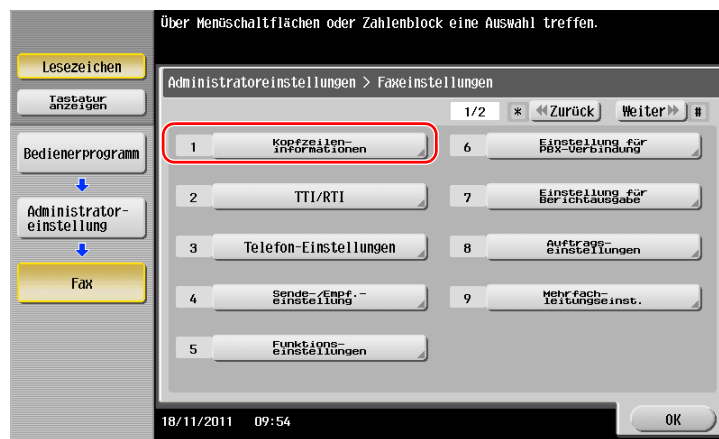 Über Menüschaltflächen oder Zahlenblock eine Auswahl treffen.
Lesezeichen
Tastatur
anzeigen
Bedienerprogramm
Administrator-
einstellung
Fax
Administratoreinstellungen > Faxeinstellungen
1/2 * Zurück Weiter #
1 Kopfzeilen-
informationen
2 TTI/RTI
3 Telefon-Einstellungen
4 Sende-/Empf.-
einstellung
5 Funktions-
einstellungen
6 Einstellung für
PBX-Verbindung
7 Einstellung für
Berichtausgabe
8 Auftrags-
einstellungen
9 Mehrfach-
leitungseinst.
18/11/2011 09:54
OK